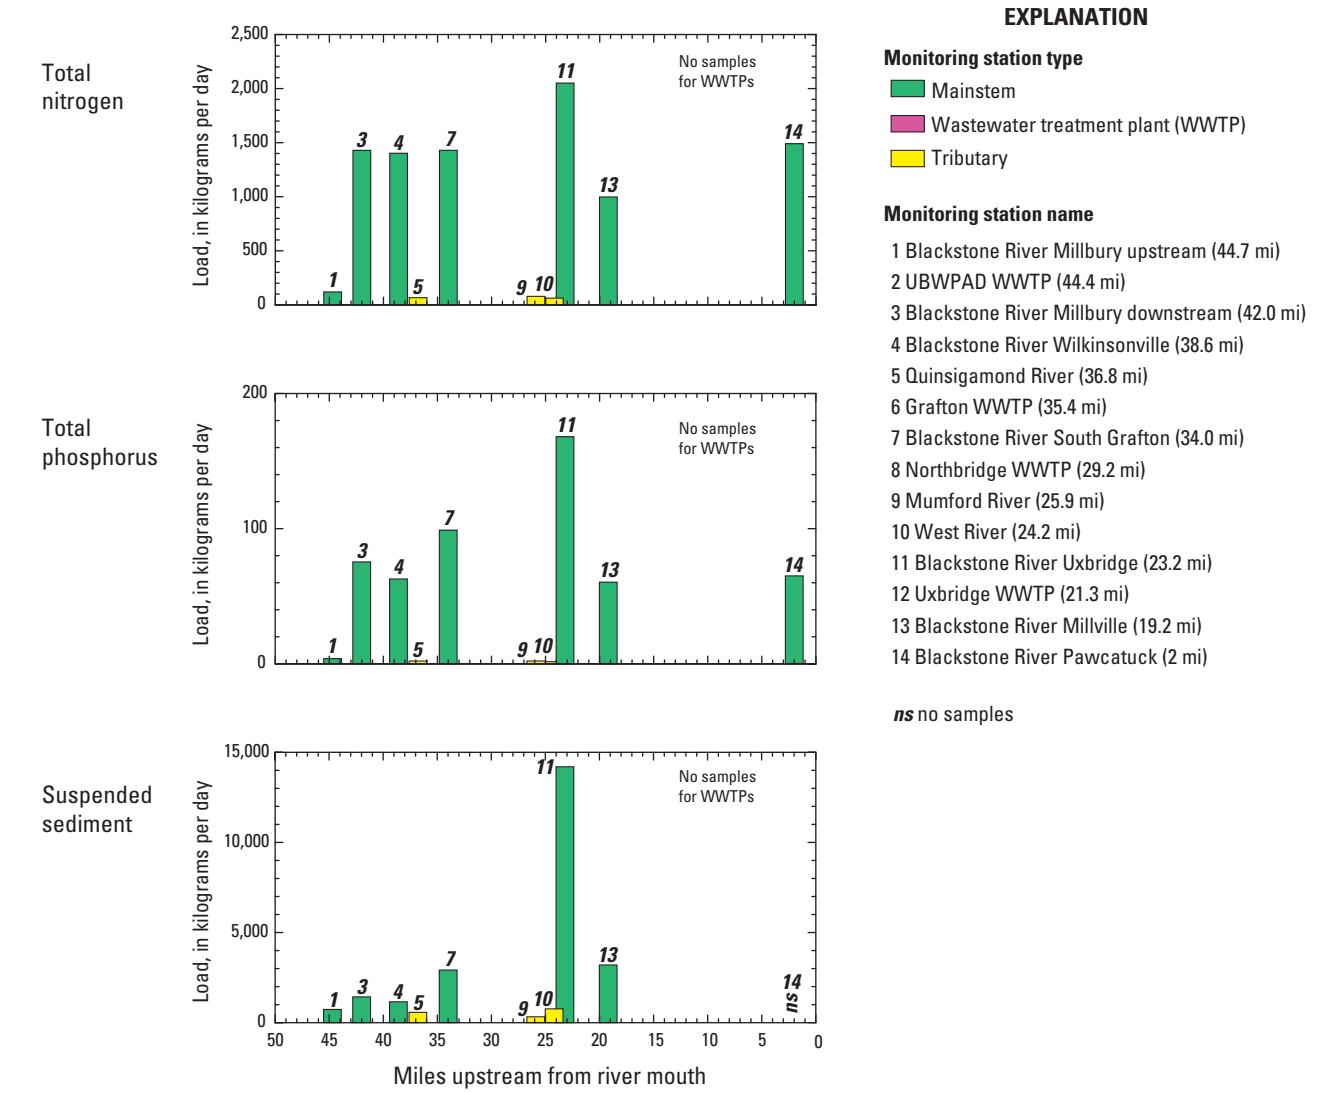 Total
nitrogen
Load, in kilograms per day
2,500
2,000
1,500
1,000
500
0
1
3
4
5
7
9
10
11
13
14
No samples
for WWTPs
Total
phosphorus
Load, in kilograms per day
200
100
0
1
3
4
5
7
9
10
11
13
14
No samples
for WWTPs
Suspended
sediment
Load, in kilograms per day
15,000
10,000
5,000
0
1
3
4
5
7
9
10
11
13
14
ns
No samples
for WWTPs
50 45 40 35 30 25 20 15 10 5 0
Miles upstream from river mouth
EXPLANATION
Monitoring station type
Mainstem
Wastewater treatment plant (WWTP)
Tributary
Monitoring station name
1 Blackstone River Millbury upstream (44.7 mi)
2 UBWPAD WWTP (44.4 mi)
3 Blackstone River Millbury downstream (42.0 mi)
4 Blackstone River Wilkinsonville (38.6 mi)
5 Quinsigamond River (36.8 mi)
6 Grafton WWTP (35.4 mi)
7 Blackstone River South Grafton (34.0 mi)
8 Northbridge WWTP (29.2 mi)
9 Mumford River (25.9 mi)
10 West River (24.2 mi)
11 Blackstone River Uxbridge (23.2 mi)
12 Uxbridge WWTP (21.3 mi)
13 Blackstone River Millville (19.2 mi)
14 Blackstone River Pawcatuck (2 mi)
ns no samples